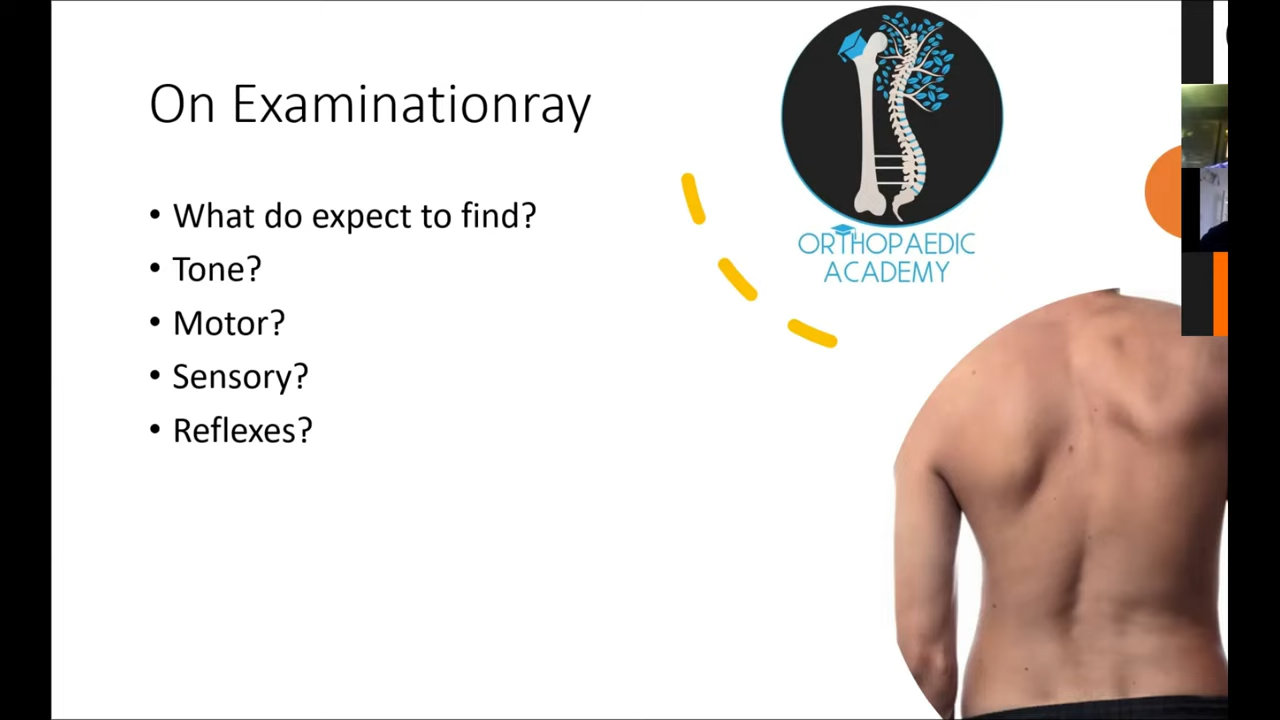 On Examinationray
• What do expect to find?
• Tone?
• Motor?
• Sensory?
• Reflexes?
ORTHOPAEDIC
ACADEMY